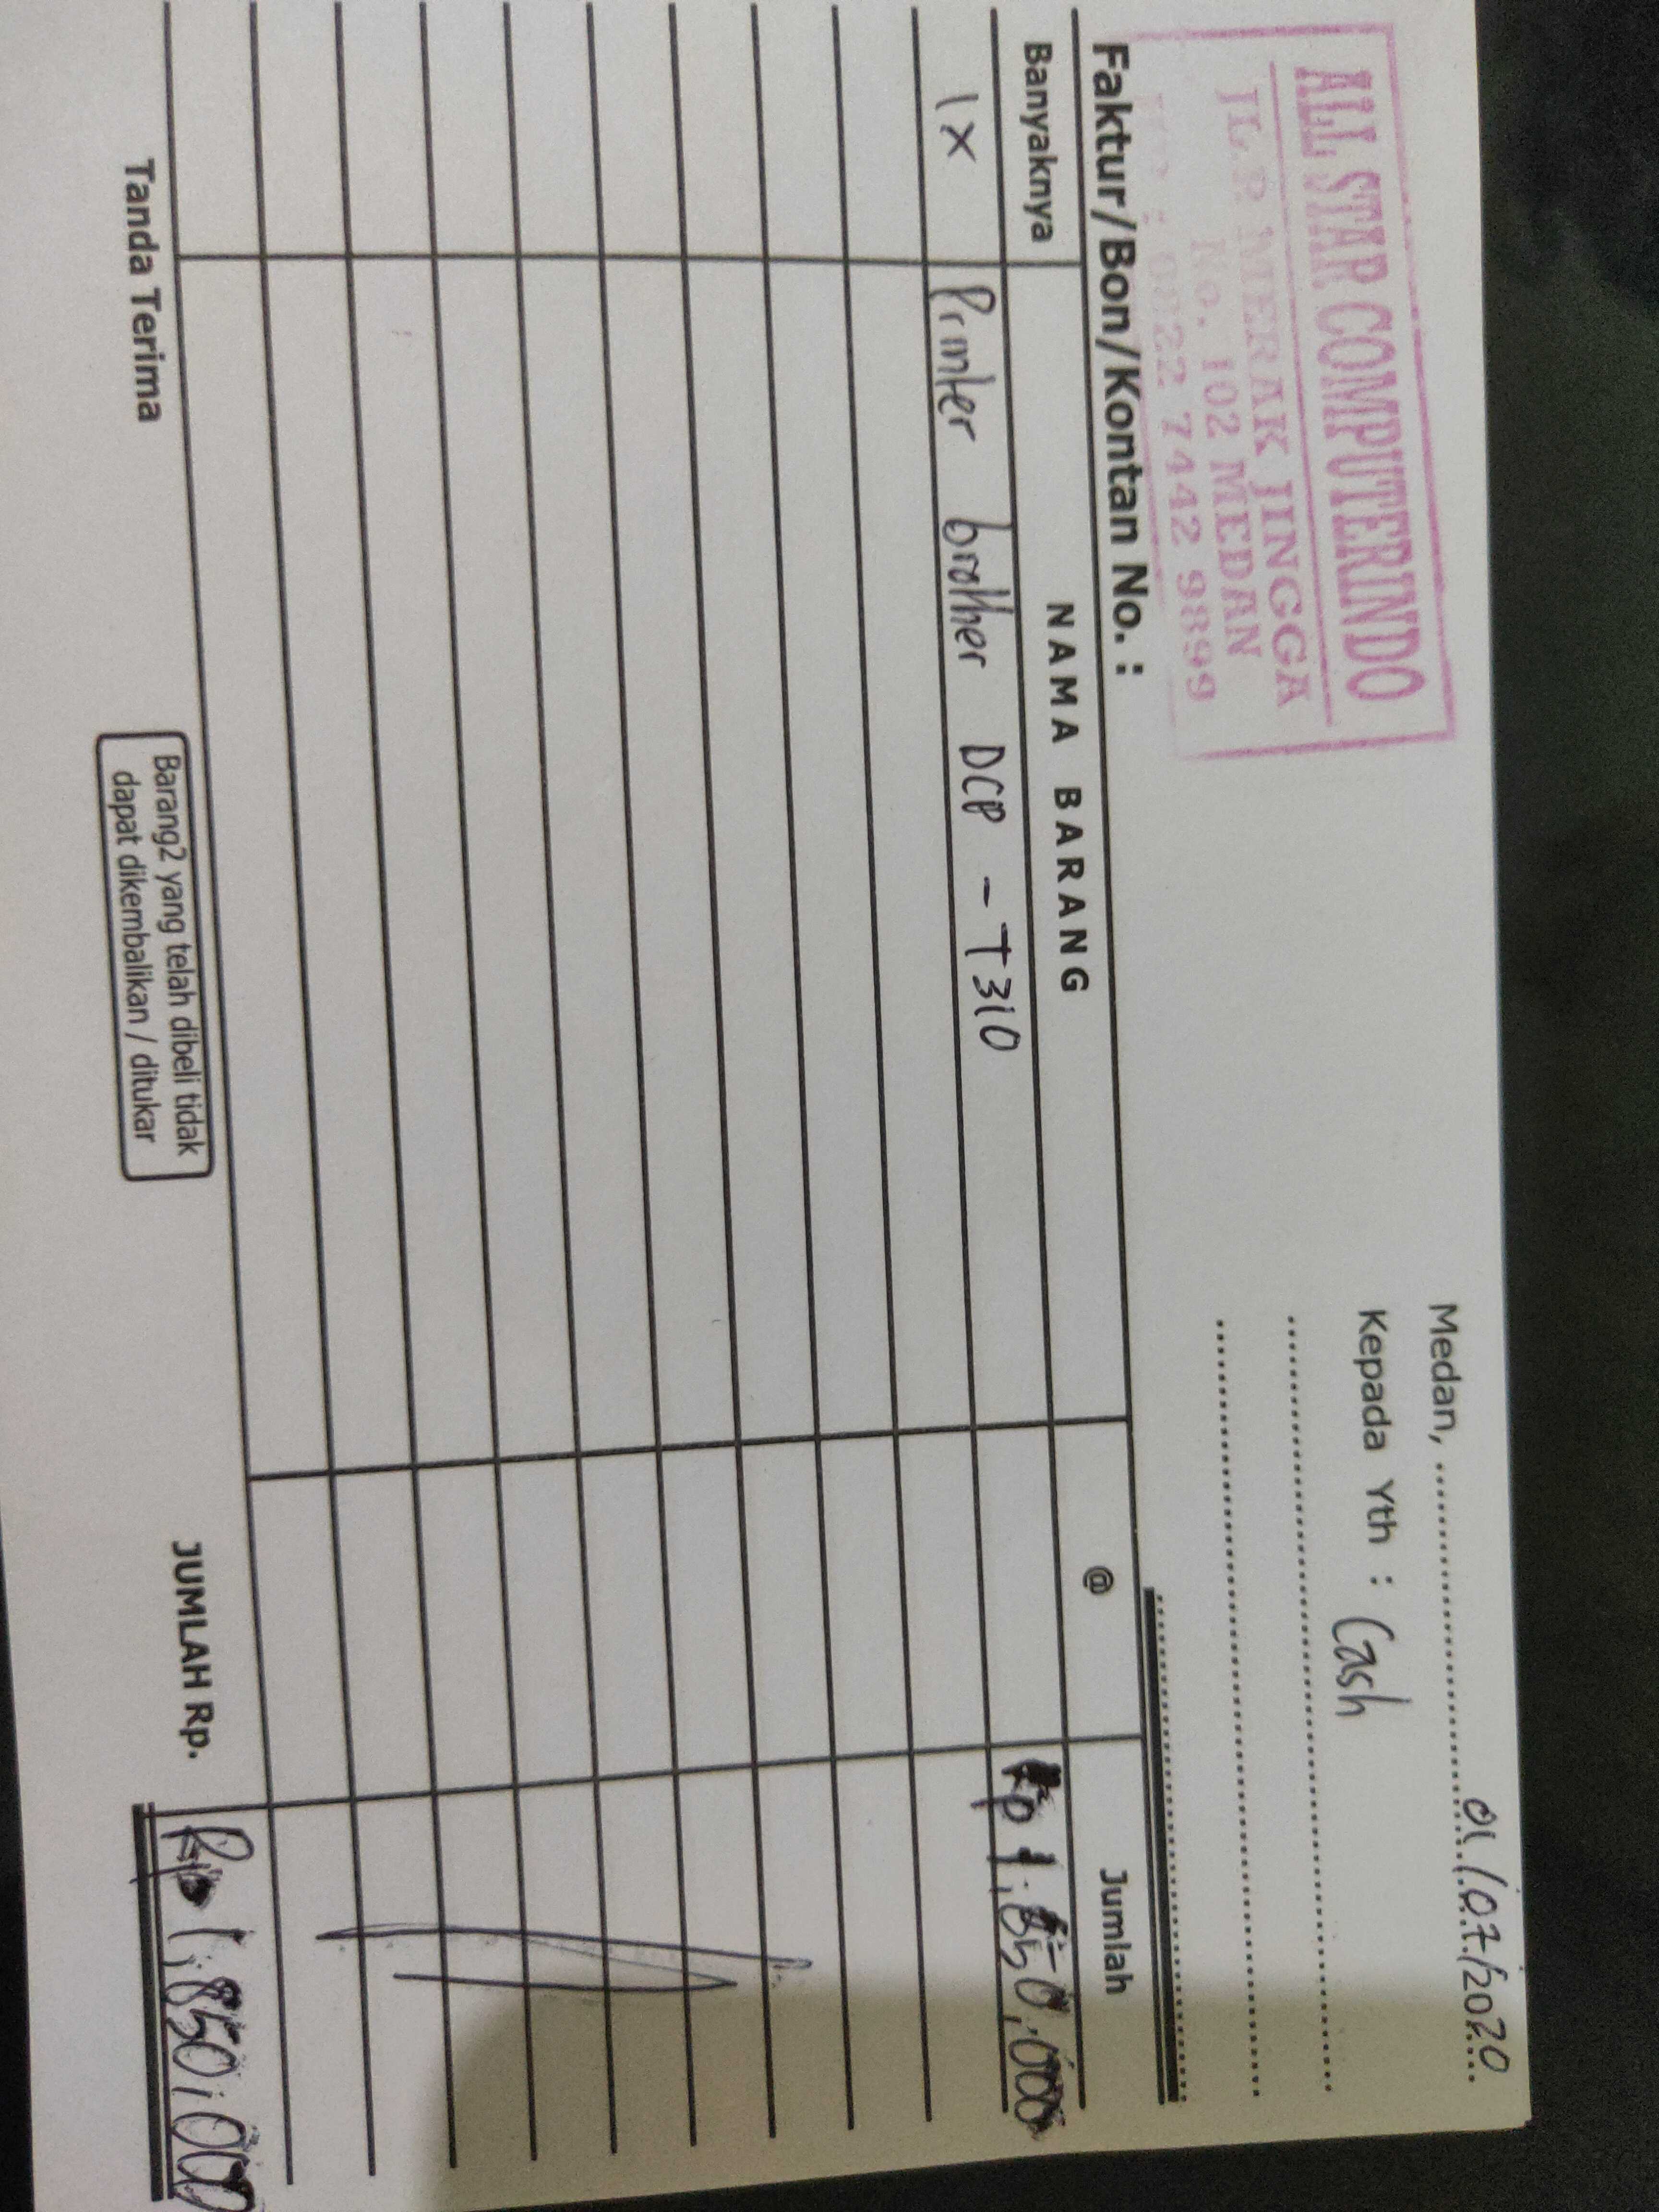 ALL STAR COMPUTERINDO
JL. P. MERAK JINGGA
No. 102 MEDAN
0822 7442 9899
Medan, 01/07/2020
Kepada Yth : Cash
Faktur/Bon/Kontan No. :
Banyaknya NAMA BARANG @ Jumlah
1x Printer brother DCP - T310 Rp 1,850,000
Tanda Terima
Barang2 yang telah dibeli tidak
dapat dikembalikan / ditukar
JUMLAH Rp. Rp 1,850,000